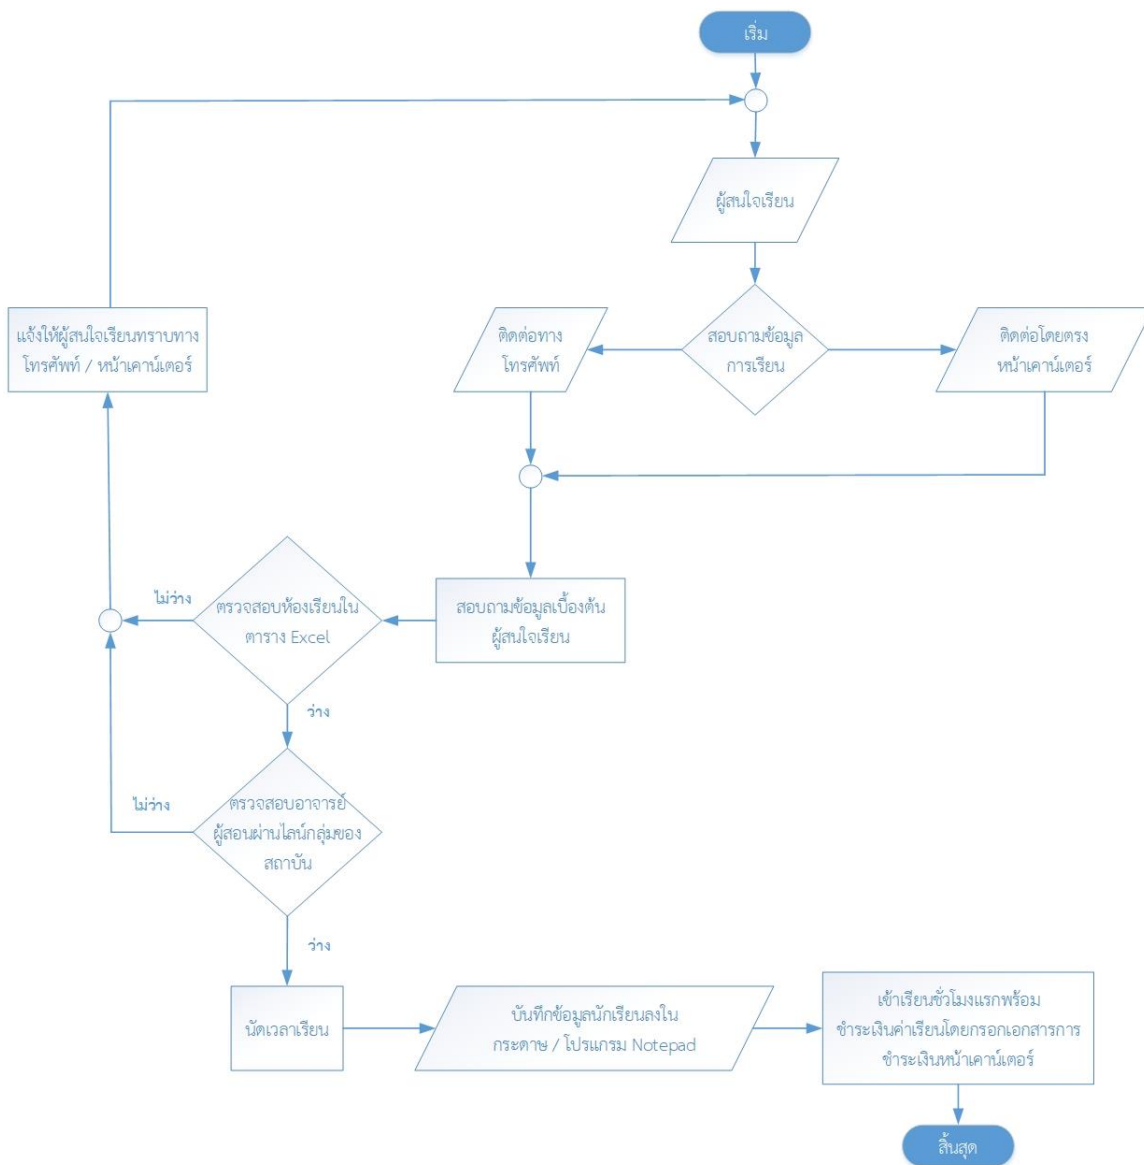 เริ่ม
ผู้สนใจเรียน
สอบถามข้อมูล
การเรียน
ติดต่อทาง
โทรศัพท์
ติดต่อโดยตรง
หน้าเคาน์เตอร์
แจ้งให้ผู้สนใจเรียนทราบทาง
โทรศัพท์ / หน้าเคาน์เตอร์
สอบถามข้อมูลเบื้องต้น
ผู้สนใจเรียน
ตรวจสอบห้องเรียนใน
ตาราง Excel
ไม่ว่าง
ว่าง
ตรวจสอบอาจารย์
ผู้สอนผ่านไลน์กลุ่มของ
สถาบัน
ไม่ว่าง
ว่าง
นัดเวลาเรียน
บันทึกข้อมูลนักเรียนลงใน
กระดาษ / โปรแกรม Notepad
เข้าเรียนชั่วโมงแรกพร้อม
ชำระเงินค่าเรียนโดยกรอกเอกสารการ
ชำระเงินหน้าเคาน์เตอร์
สิ้นสุด